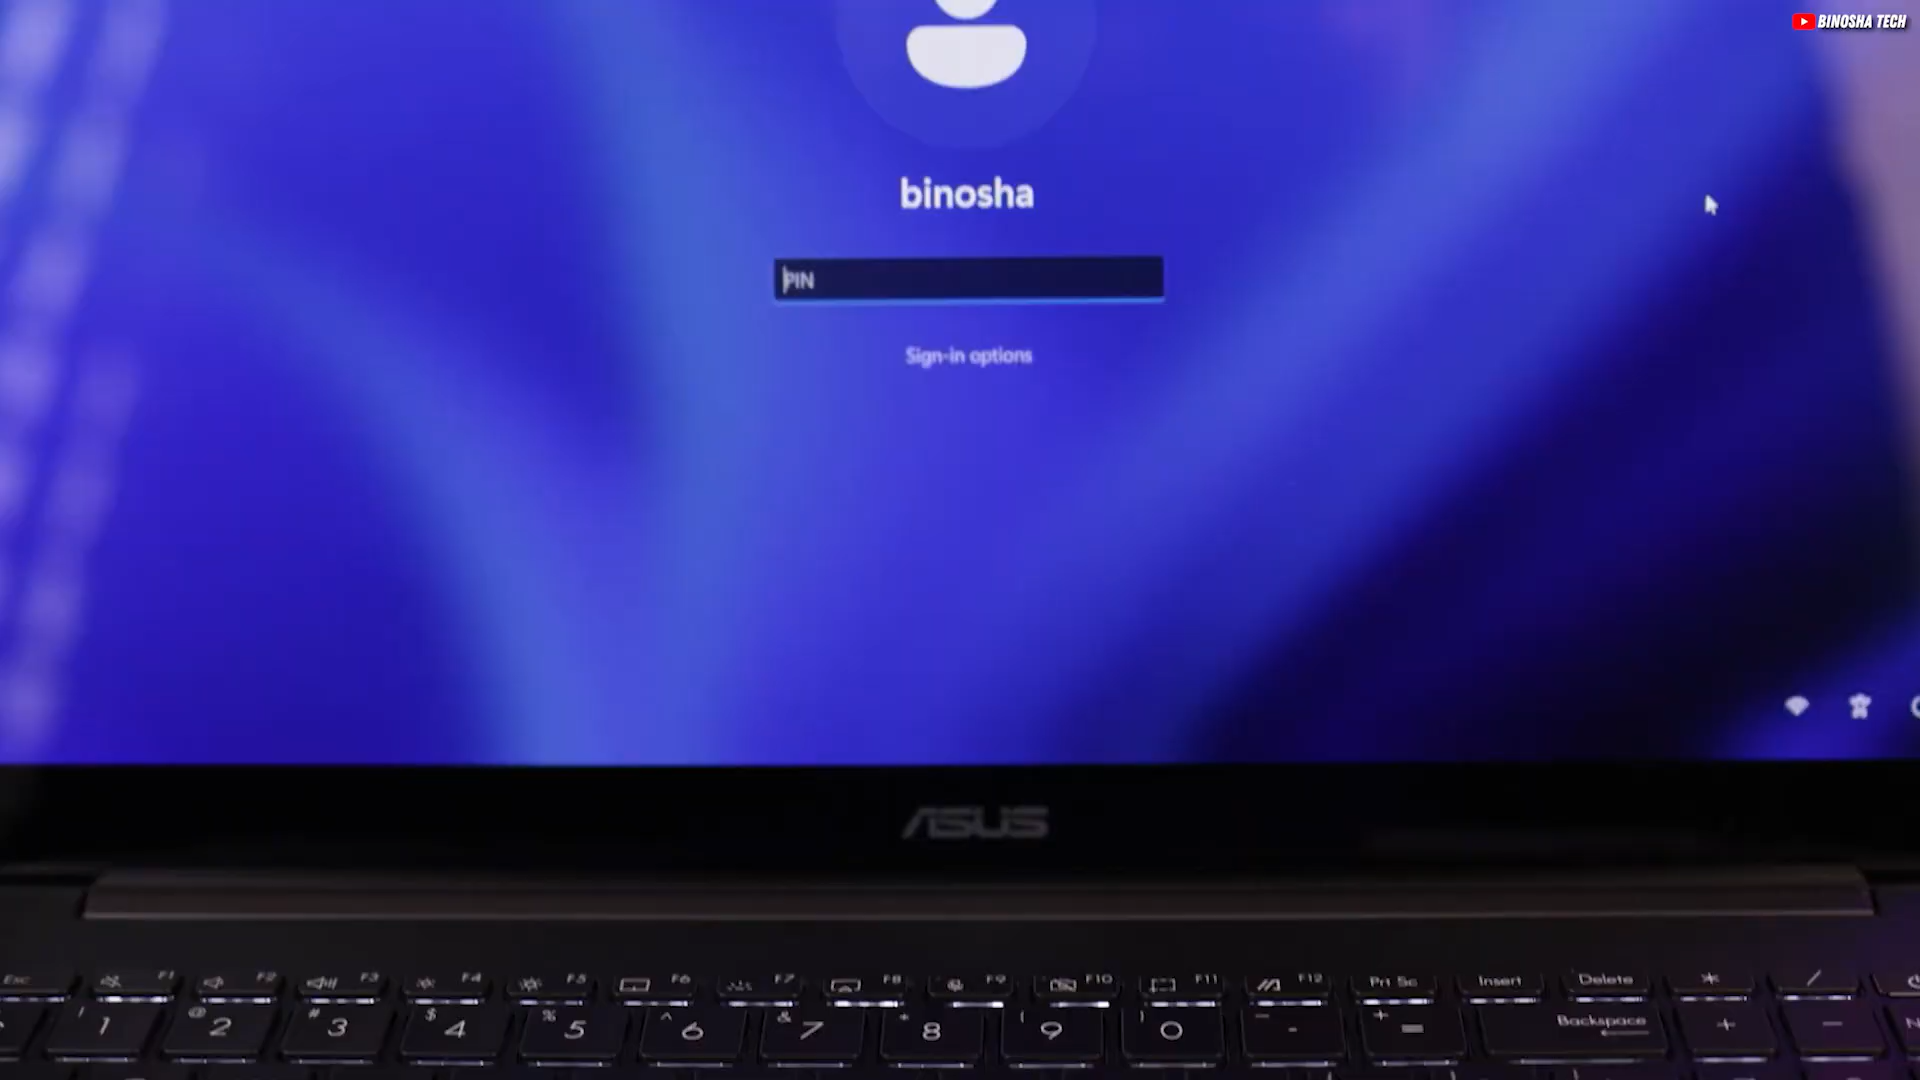 BINOSHA TECH
binosha
PIN
Sign-in options
ASUS
Esc F1 F2 F3 F4 F5 F6 F7 F8 F9 F10 F11 F12 Prt Sc Insert Delete * /
! 1 @ 2 # 3 $ 4 % 5 ^ 6 & 7 * 8 ( 9 ) 0 - + = Backspace + -